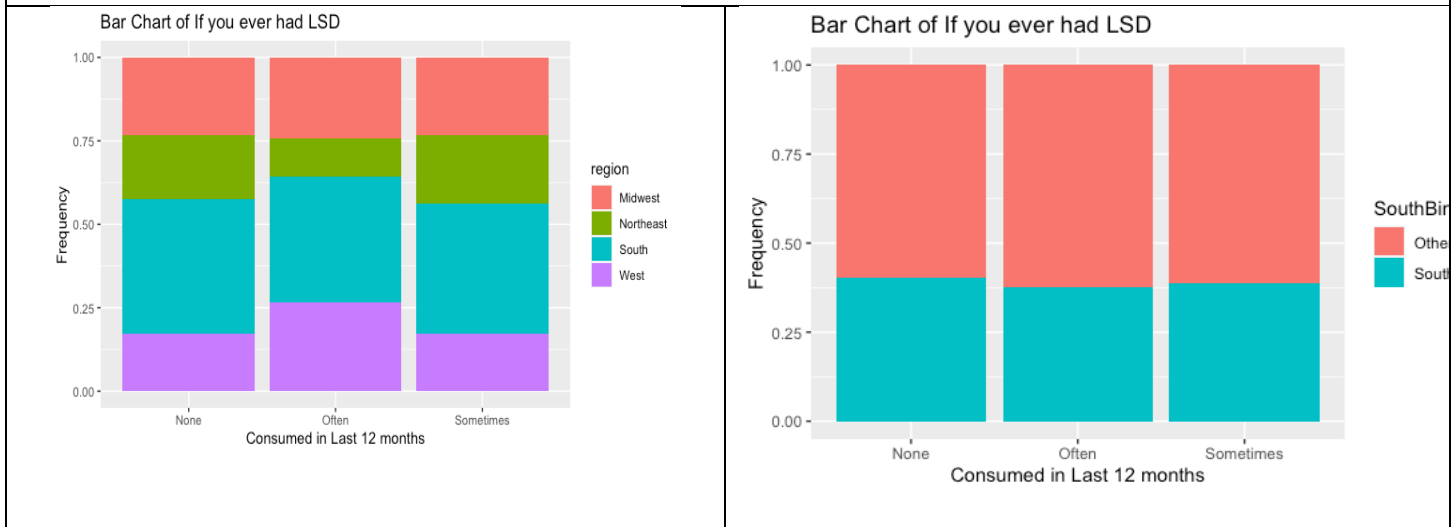 Bar Chart of If you ever had LSD
1.00
0.75
0.50
0.25
0.00
Frequency
None Often Sometimes
Consumed in Last 12 months
region
Midwest
Northeast
South
West
Bar Chart of If you ever had LSD
1.00
0.75
0.50
0.25
0.00
Frequency
None Often Sometimes
Consumed in Last 12 months
SouthBin
Othe
South